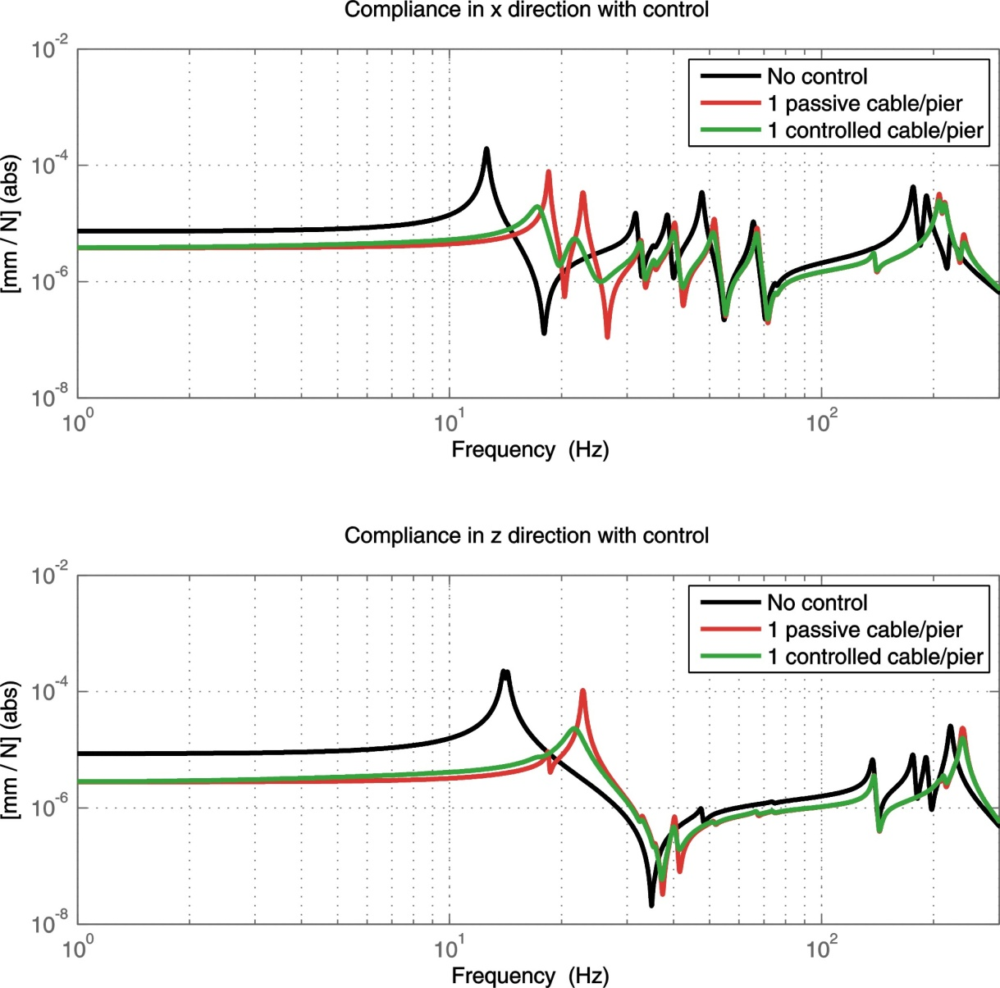 Compliance in x direction with control
10^-2
10^-4
10^-6
10^-8
[mm / N] (abs)
No control
1 passive cable/pier
1 controlled cable/pier
10^0
10^1
10^2
Frequency (Hz)
Compliance in z direction with control
10^-2
10^-4
10^-6
10^-8
[mm / N] (abs)
No control
1 passive cable/pier
1 controlled cable/pier
10^0
10^1
10^2
Frequency (Hz)